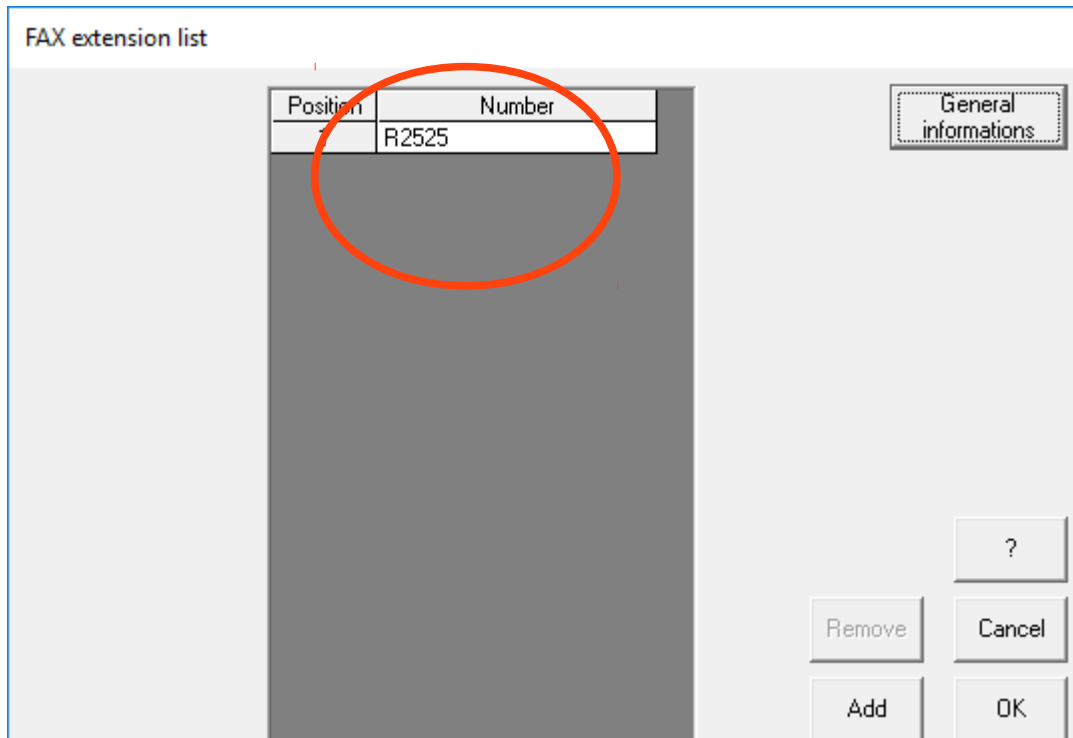 FAX extension list
Position Number
R2525
General
informations
?
Remove
Cancel
Add
OK